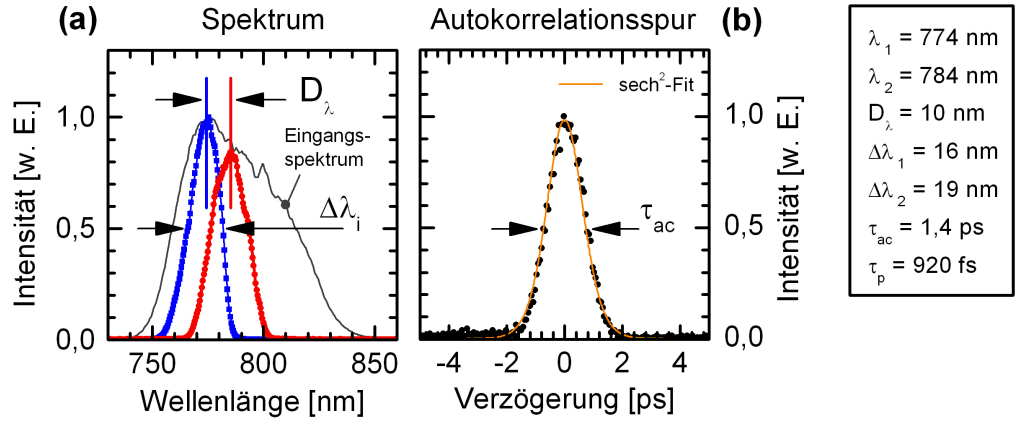 (a) Spektrum
Autokorrelationsspur (b)
Intensität [w. E.]
1,0
0,5
0,0
750
800
850
Wellenlänge [nm]
Dλ
Eingangs-
spektrum
Δλi
-4
-2
0
2
4
Verzögerung [ps]
sech²-Fit
τac
1,0
0,5
0,0
Intensität [w. E.]
λ1 = 774 nm
λ2 = 784 nm
Dλ = 10 nm
Δλ1 = 16 nm
Δλ2 = 19 nm
τac = 1,4 ps
τp = 920 fs